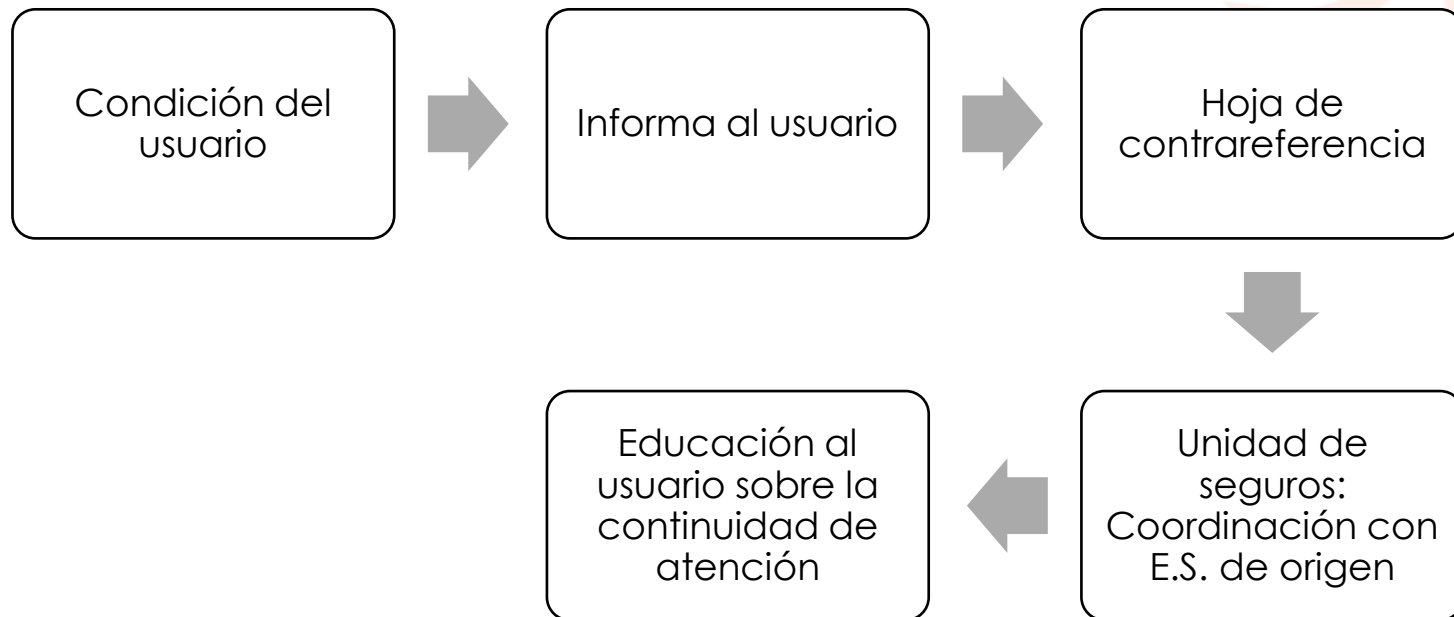 Condición del
usuario
Informa al usuario
Hoja de
contrareferencia
Unidad de
seguros:
Coordinación con
E.S. de origen
Educación al
usuario sobre la
continuidad de
atención